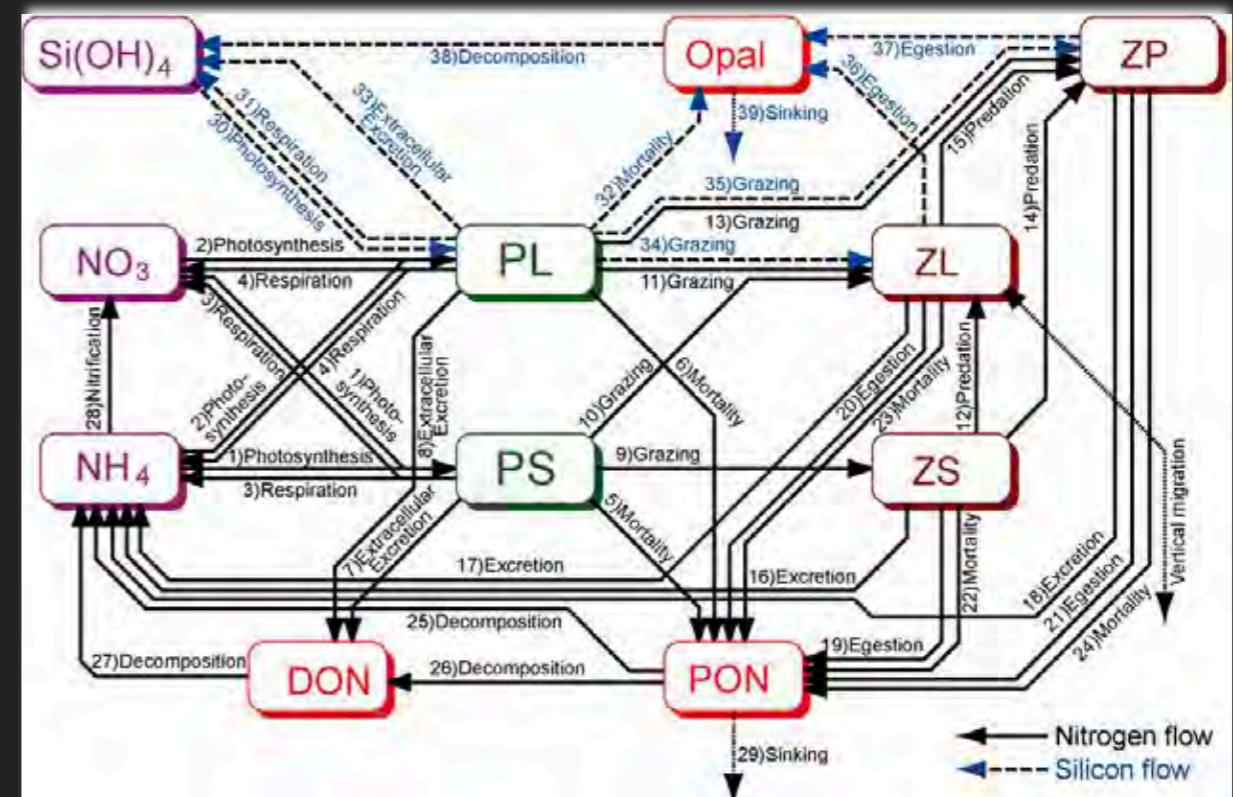 Si(OH)4
Opal
ZP
38)Decomposition
37)Egestion
36)Egestion
39)Sinking
33)Extracellular
Excretion
31)Respiration
30)Photosynthesis
32)Mortality
15)Predation
35)Grazing
13)Grazing
14)Predation
NO3
2)Photosynthesis
4)Respiration
PL
34)Grazing
11)Grazing
ZL
3)Respiration
4)Respiration
28)Nitrification
2)Photo-
synthesis
1)Photo-
synthesis
8)Extracellular
Excretion
10)Grazing
6)Mortality
20)Egestion
23)Mortality
12)Predation
NH4
1)Photosynthesis
3)Respiration
PS
9)Grazing
ZS
Vertical migration
7)Extracellular
Excretion
5)Mortality
17)Excretion
16)Excretion
22)Mortality
18)Excretion
21)Egestion
24)Mortality
25)Decomposition
19)Egestion
27)Decomposition
DON
26)Decomposition
PON
29)Sinking
Nitrogen flow
Silicon flow